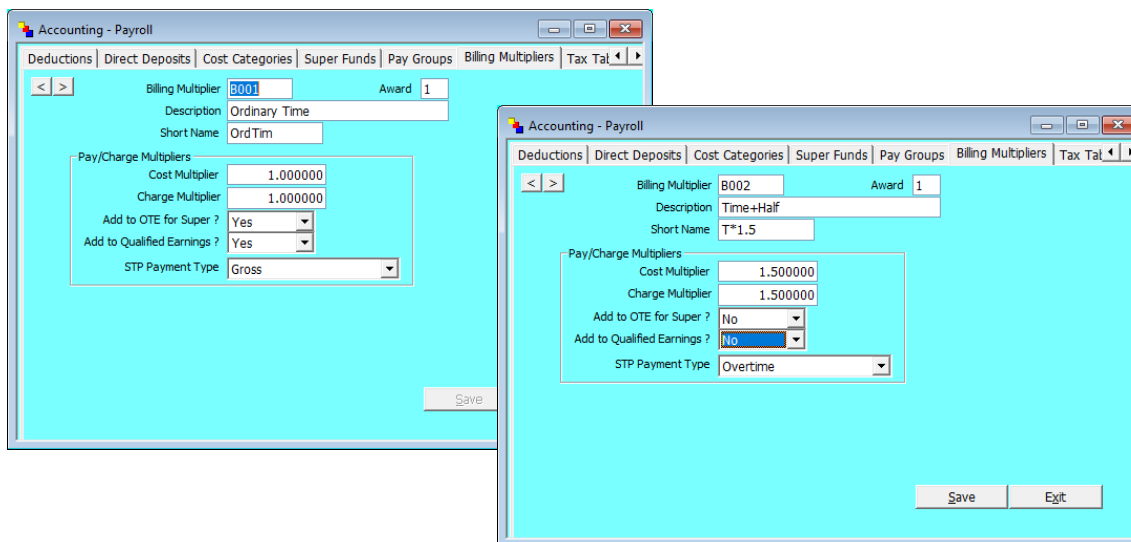 Accounting - Payroll
Deductions Direct Deposits Cost Categories Super Funds Pay Groups Billing Multipliers Tax Tal
< > Billing Multiplier B001 Award 1
Description Ordinary Time
Short Name OrdTim
Pay/Charge Multipliers
Cost Multiplier 1.000000
Charge Multiplier 1.000000
Add to OTE for Super ? Yes
Add to Qualified Earnings ? Yes
STP Payment Type Gross
Save
Accounting - Payroll
Deductions Direct Deposits Cost Categories Super Funds Pay Groups Billing Multipliers Tax Tal
< > Billing Multiplier B002 Award 1
Description Time+Half
Short Name T*1.5
Pay/Charge Multipliers
Cost Multiplier 1.500000
Charge Multiplier 1.500000
Add to OTE for Super ? No
Add to Qualified Earnings ? No
STP Payment Type Overtime
Save Exit